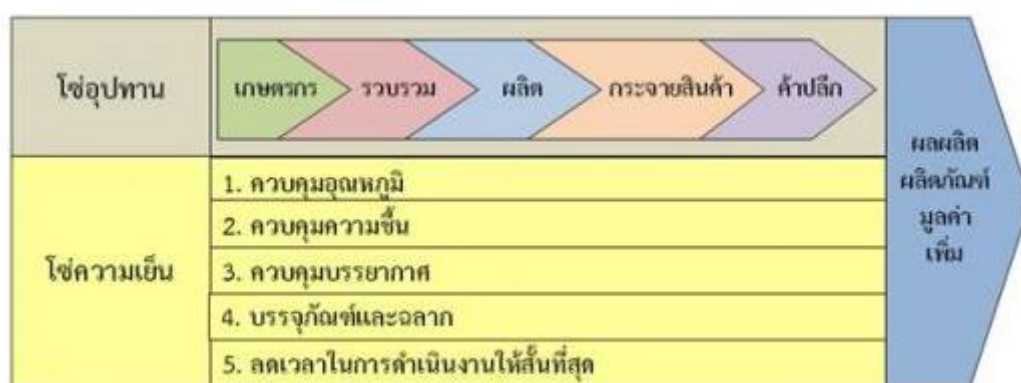 โซ่อุปทาน
เกษตรกร
รวบรวม
ผลิต
กระจายสินค้า
ค้าปลีก
โซ่ความเย็น
1. ควบคุมอุณหภูมิ
2. ควบคุมความชื้น
3. ควบคุมบรรยากาศ
4. บรรจุภัณฑ์และฉลาก
5. ลดเวลาในการดำเนินงานให้สั้นที่สุด
ผลผลิต
ผลิตภัณฑ์
มูลค่า
เพิ่ม